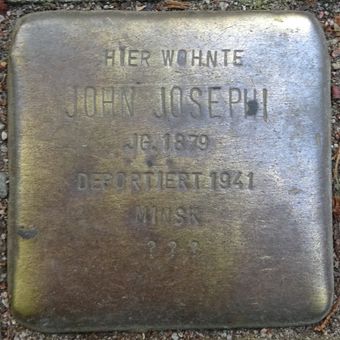 HIER WOHNTE
JOHN JOSEPHI
JG. 1879
DEPORTIERT 1941
MINSK
? ? ?